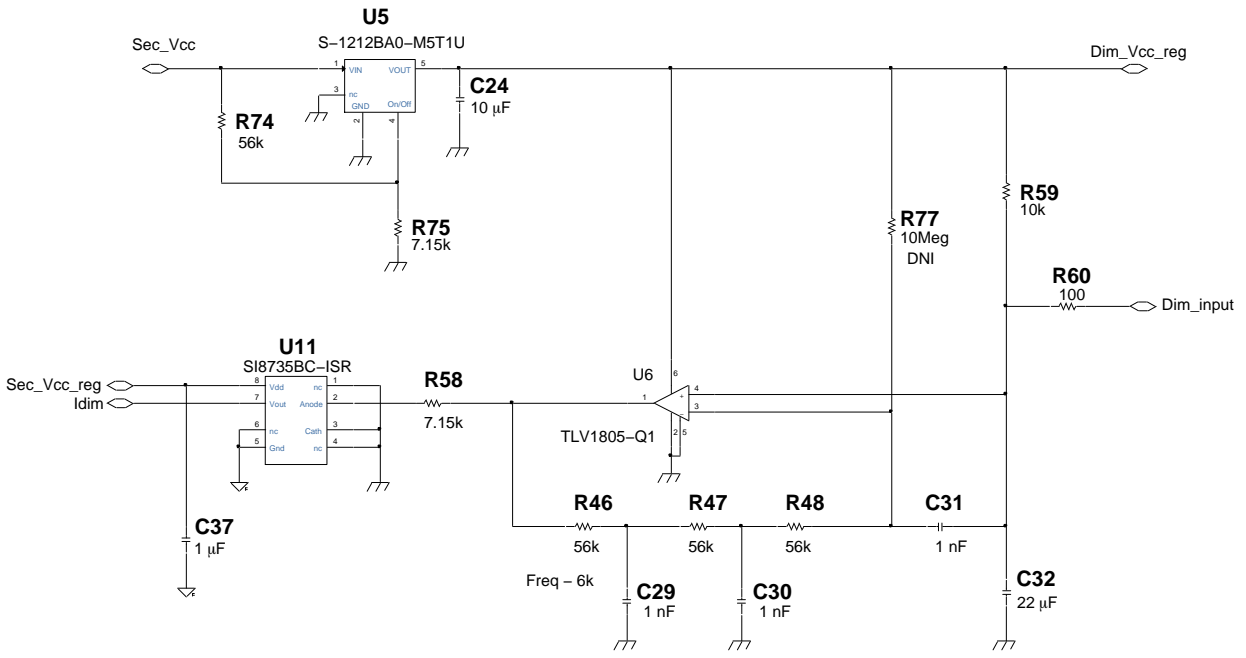 U5
S-1212BA0-M5T1U
Sec_Vcc
Dim_Vcc_reg
1
VIN
VOUT
5
3
nc
GND
On/Off
2
4
C24
10 µF
R74
56k
R75
7.15k
R59
10k
R77
10Meg
DNI
R60
100
Dim_input
U11
SI8735BC-ISR
Sec_Vcc_reg
Idim
8
Vdd
nc
1
7
Vout
Anode
2
6
nc
Cath
3
5
Gnd
nc
4
R58
7.15k
U6
6
1
+
4
-
3
2
5
TLV1805-Q1
R46
56k
R47
56k
R48
56k
C31
1 nF
C37
1 µF
F
F
Freq - 6k
C29
1 nF
C30
1 nF
C32
22 µF